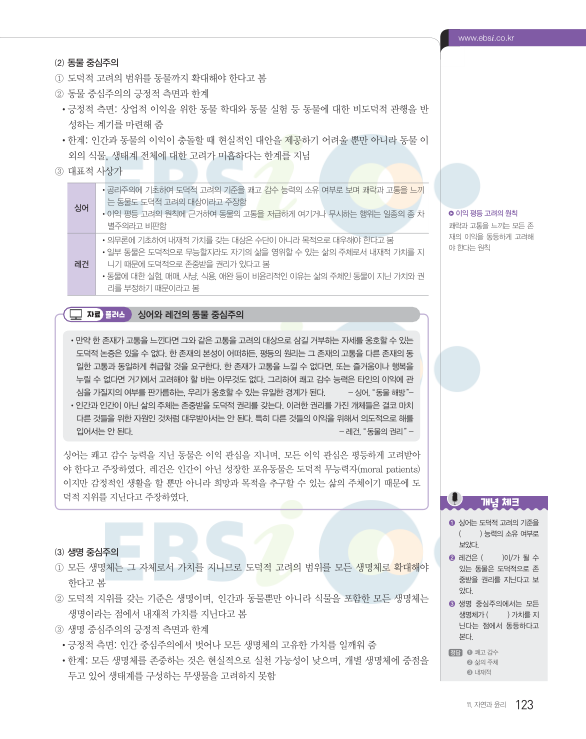 www.ebsi.co.kr
(2) 동물 중심주의
① 도덕적 고려의 범위를 동물까지 확대해야 한다고 봄
② 동물 중심주의의 긍정적 측면과 한계
• 긍정적 측면: 상업적 이익을 위한 동물 학대와 동물 실험 등 동물에 대한 비도덕적 관행을 반
성하는 계기를 마련해 줌
• 한계: 인간과 동물의 이익이 충돌할 때 현실적인 대안을 제공하기 어려울 뿐만 아니라 동물 이
외의 식물, 생태계 전체에 대한 고려가 미흡하다는 한계를 지님
③ 대표적 사상가
싱어
• 공리주의에 기초하여 도덕적 고려의 기준을 쾌고 감수 능력의 소유 여부로 보며 쾌락과 고통을 느끼
는 동물도 도덕적 고려의 대상이라고 주장함
• 이익 평등 고려의 원칙에 근거하여 동물의 고통을 저급하게 여기거나 무시하는 행위는 일종의 종 차
별주의라고 비판함
레건
• 의무론에 기초하여 내재적 가치를 갖는 대상은 수단이 아니라 목적으로 대우해야 한다고 봄
• 일부 동물은 도덕적으로 무능할지라도 자기의 삶을 영위할 수 있는 삶의 주체로서 내재적 가치를 지
니기 때문에 도덕적으로 존중받을 권리가 있다고 봄
• 동물에 대한 실험, 매매, 사냥, 식용, 애완 등이 비윤리적인 이유는 삶의 주체인 동물이 지닌 가치와 권
리를 부정하기 때문이라고 봄
이익 평등 고려의 원칙
쾌락과 고통을 느끼는 모든 존
재의 이익을 동등하게 고려해
야 한다는 원칙
자료 플러스 싱어와 레건의 동물 중심주의
• 만약 한 존재가 고통을 느낀다면 그와 같은 고통을 고려의 대상으로 삼길 거부하는 자세를 옹호할 수 있는
도덕적 논증은 있을 수 없다. 한 존재의 본성이 어떠하든, 평등의 원리는 그 존재의 고통을 다른 존재의 동
일한 고통과 동일하게 취급할 것을 요구한다. 한 존재가 고통을 느낄 수 없다면, 또는 즐거움이나 행복을
누릴 수 없다면 거기에서 고려해야 할 바는 아무것도 없다. 그리하여 쾌고 감수 능력은 타인의 이익에 관
심을 가질지의 여부를 판가름하는, 우리가 옹호할 수 있는 유일한 경계가 된다. – 싱어, “동물 해방” –
• 인간과 인간이 아닌 삶의 주체는 존중받을 도덕적 권리를 갖는다. 이러한 권리를 가진 개체들은 결코 마치
다른 것들을 위한 자원인 것처럼 대우받아서는 안 된다. 특히 다른 것들의 이익을 위해서 의도적으로 해를
입어서는 안 된다. – 레건, “동물의 권리” –
싱어는 쾌고 감수 능력을 지닌 동물은 이익 관심을 지니며, 모든 이익 관심은 평등하게 고려받아
야 한다고 주장하였다. 레건은 인간이 아닌 성장한 포유동물은 도덕적 무능력자(moral patients)
이지만 감정적인 생활을 할 뿐만 아니라 희망과 목적을 추구할 수 있는 삶의 주체이기 때문에 도
덕적 지위를 지닌다고 주장하였다.
(3) 생명 중심주의
① 모든 생명체는 그 자체로서 가치를 지니므로 도덕적 고려의 범위를 모든 생명체로 확대해야
한다고 봄
② 도덕적 지위를 갖는 기준은 생명이며, 인간과 동물뿐만 아니라 식물을 포함한 모든 생명체는
생명이라는 점에서 내재적 가치를 지닌다고 봄
③ 생명 중심주의의 긍정적 측면과 한계
• 긍정적 측면: 인간 중심주의에서 벗어나 모든 생명체의 고유한 가치를 일깨워 줌
• 한계: 모든 생명체를 존중하는 것은 현실적으로 실천 가능성이 낮으며, 개별 생명체에 중점을
두고 있어 생태계를 구성하는 무생물을 고려하지 못함
개념 체크
❶ 싱어는 도덕적 고려의 기준을
( ) 능력의 소유 여부로
보았다.
❷ 레건은 ( )이/가 될 수
있는 동물은 도덕적으로 존
중받을 권리를 지닌다고 보
았다.
❸ 생명 중심주의에서는 모든
생명체가 ( ) 가치를 지
닌다는 점에서 동등하다고
본다.
정답 ❶ 쾌고 감수
❷ 삶의 주체
❸ 내재적
11. 자연과 윤리 123
EBSi
EBSi